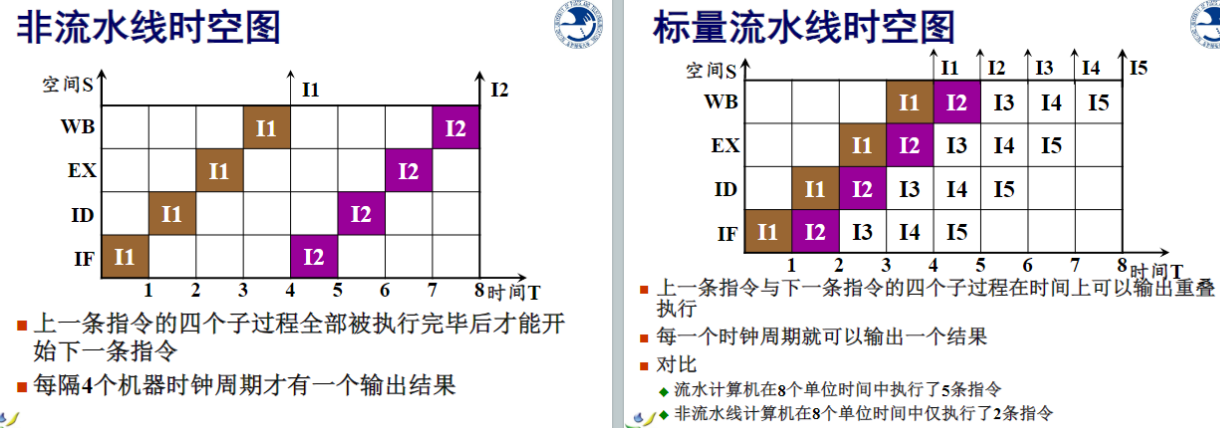 非流水线时空图
空间S
I1
I2
WB
I1
I2
EX
I1
I2
ID
I1
I2
IF
I1
I2
1 2 3 4 5 6 7 8 时间T
上一条指令的四个子过程全部被执行完毕后才能开
始下一条指令
每隔4个机器时钟周期才有一个输出结果
标量流水线时空图
空间S
I1 I2 I3 I4 I5
WB
I1 I2 I3 I4 I5
EX
I1 I2 I3 I4 I5
ID
I1 I2 I3 I4 I5
IF
I1 I2 I3 I4 I5
1 2 3 4 5 6 7 8 时间T
上一条指令与下一条指令的四个子过程在时间上可以输出重叠
执行
每一个时钟周期就可以输出一个结果
对比
流水计算机在8个单位时间中执行了5条指令
非流水线计算机在8个单位时间中仅执行了2条指令